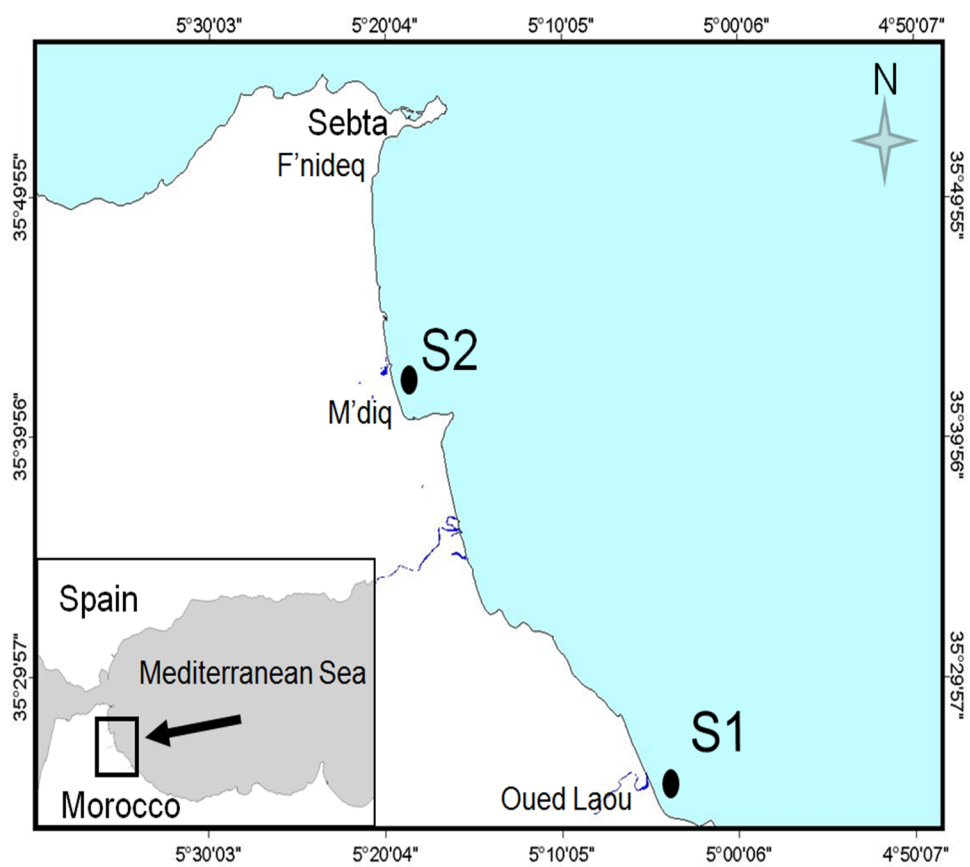 5°30'03" 5°20'04" 5°10'05" 5°00'06" 4°50'07"
N
Sebta
F'nideq
35°49'55" 35°49'55"
S2
M'diq
35°39'56" 35°39'56"
Spain
Mediterranean Sea
35°29'57" 35°29'57"
S1
Oued Laou
Morocco
5°30'03" 5°20'04" 5°10'05" 5°00'06" 4°50'07"